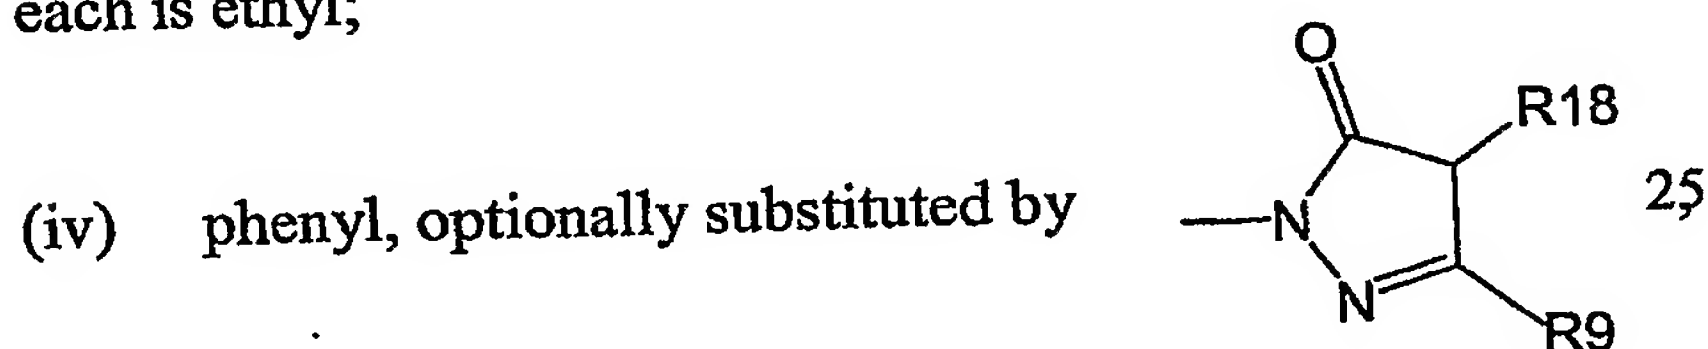 each is ethyl;
O
R18
(iv) phenyl, optionally substituted by
N
25
N
R9